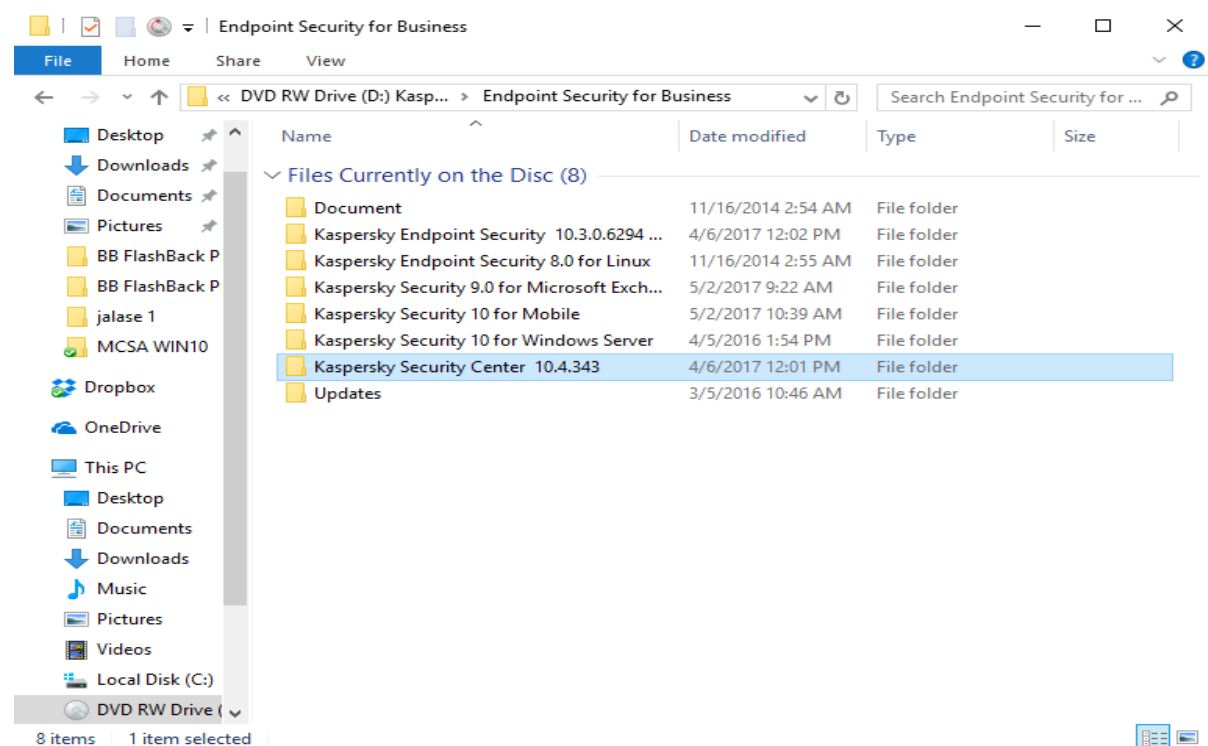 Endpoint Security for Business
File Home Share View
« DVD RW Drive (D:) Kasp... > Endpoint Security for Business Search Endpoint Security for ...
Name Date modified Type Size
Files Currently on the Disc (8)
Document 11/16/2014 2:54 AM File folder
Kaspersky Endpoint Security 10.3.0.6294 ... 4/6/2017 12:02 PM File folder
Kaspersky Endpoint Security 8.0 for Linux 11/16/2014 2:55 AM File folder
Kaspersky Security 9.0 for Microsoft Exch... 5/2/2017 9:22 AM File folder
Kaspersky Security 10 for Mobile 5/2/2017 10:39 AM File folder
Kaspersky Security 10 for Windows Server 4/5/2016 1:54 PM File folder
Kaspersky Security Center 10.4.343 4/6/2017 12:01 PM File folder
Updates 3/5/2016 10:46 AM File folder
Desktop
Downloads
Documents
Pictures
BB FlashBack P
BB FlashBack P
jalase 1
MCSA WIN10
Dropbox
OneDrive
This PC
Desktop
Documents
Downloads
Music
Pictures
Videos
Local Disk (C:)
DVD RW Drive (
8 items 1 item selected